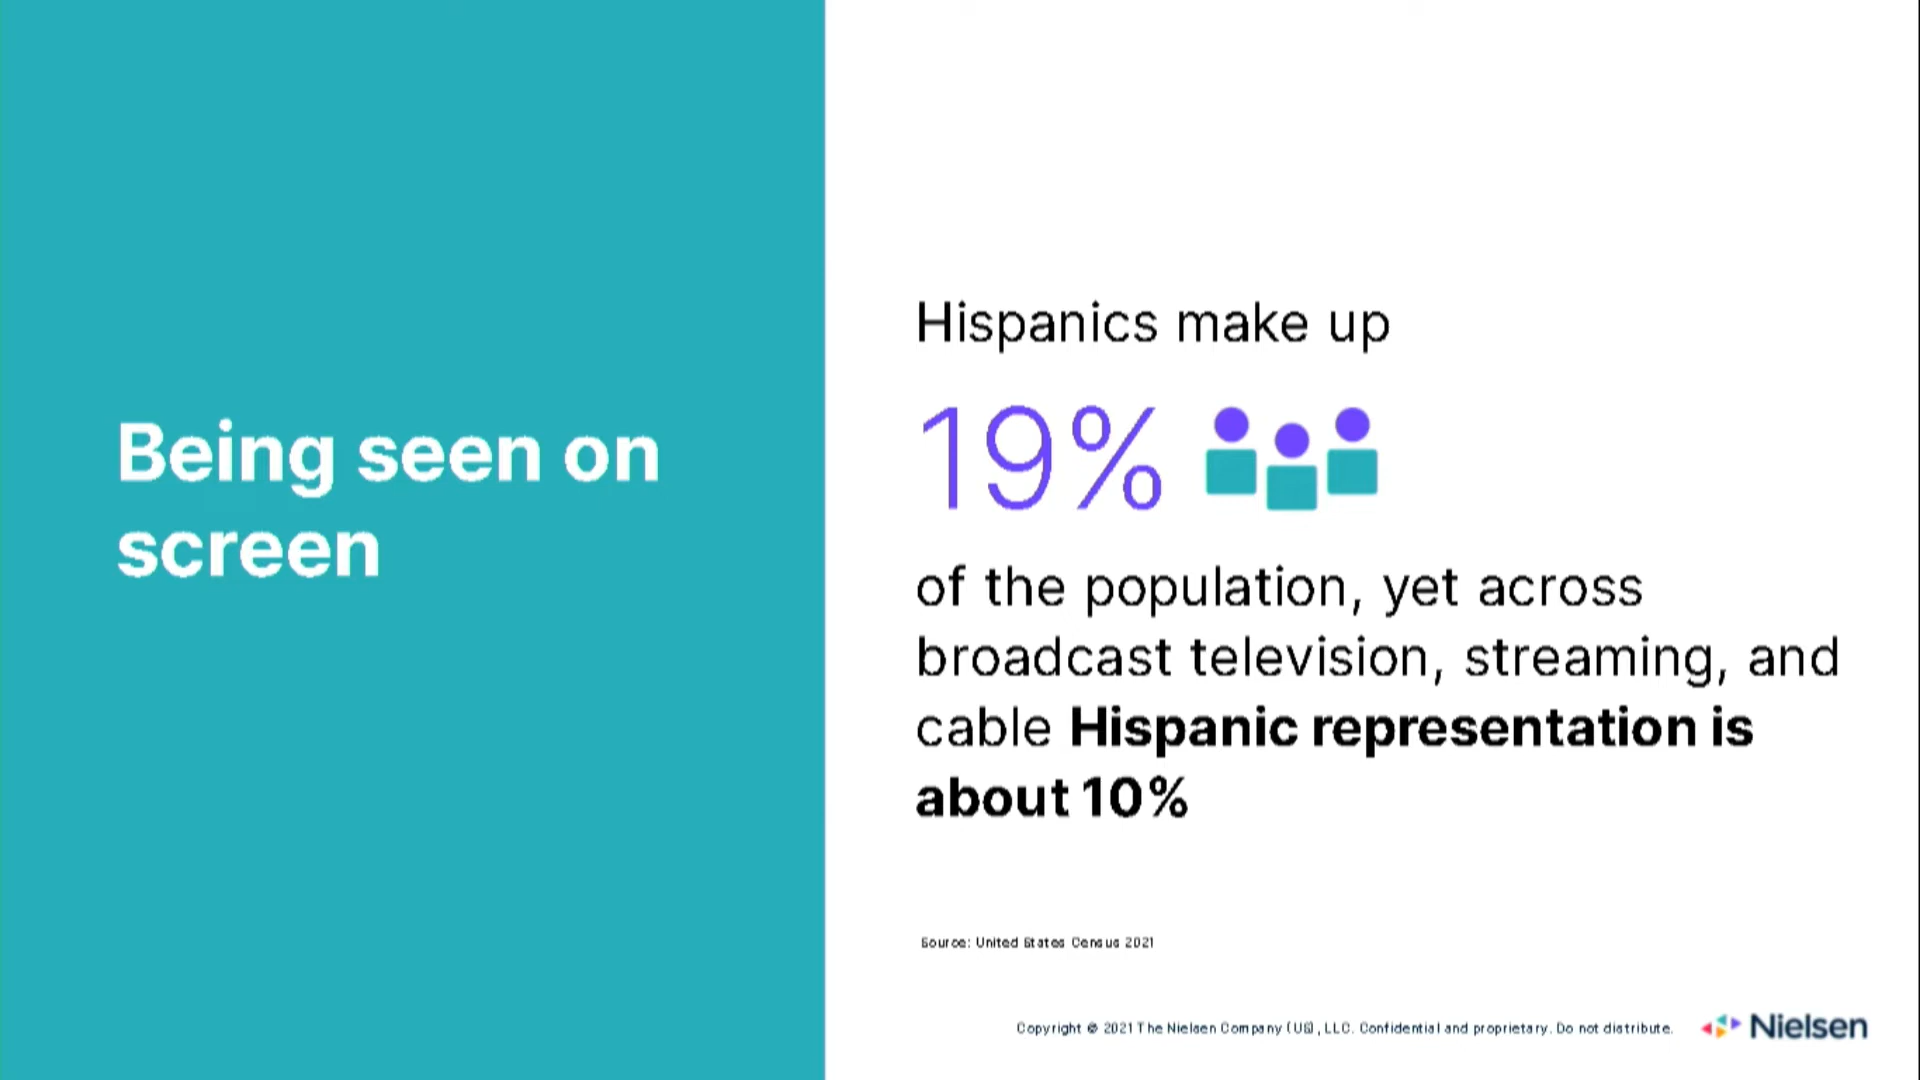 Being seen on
screen
Hispanics make up
19%
of the population, yet across
broadcast television, streaming, and
cable Hispanic representation is
about 10%
Source: United States Census 2021
Copyright © 2021 The Nielsen Company (US), LLC. Confidential and proprietary. Do not distribute.
Nielsen